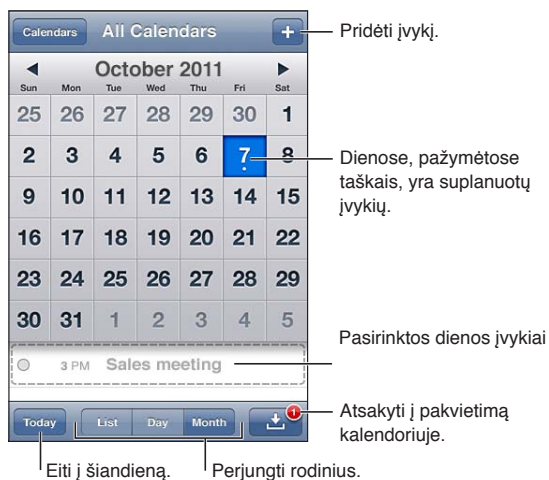 Calendars All Calendars +
Pridėti įvykį.
October 2011
Sun Mon Tue Wed Thu Fri Sat
25 26 27 28 29 30 1
2 3 4 5 6 7 8
9 10 11 12 13 14 15
16 17 18 19 20 21 22
23 24 25 26 27 28 29
30 31 1 2 3 4 5
Dienose, pažymėtose
taškais, yra suplanuotų
įvykių.
3 PM Sales meeting
Pasirinktos dienos įvykiai
Today List Day Month 1
Atsakyti į pakvietimą
kalendoriuje.
Eiti į šiandieną.
Perjungti rodinius.